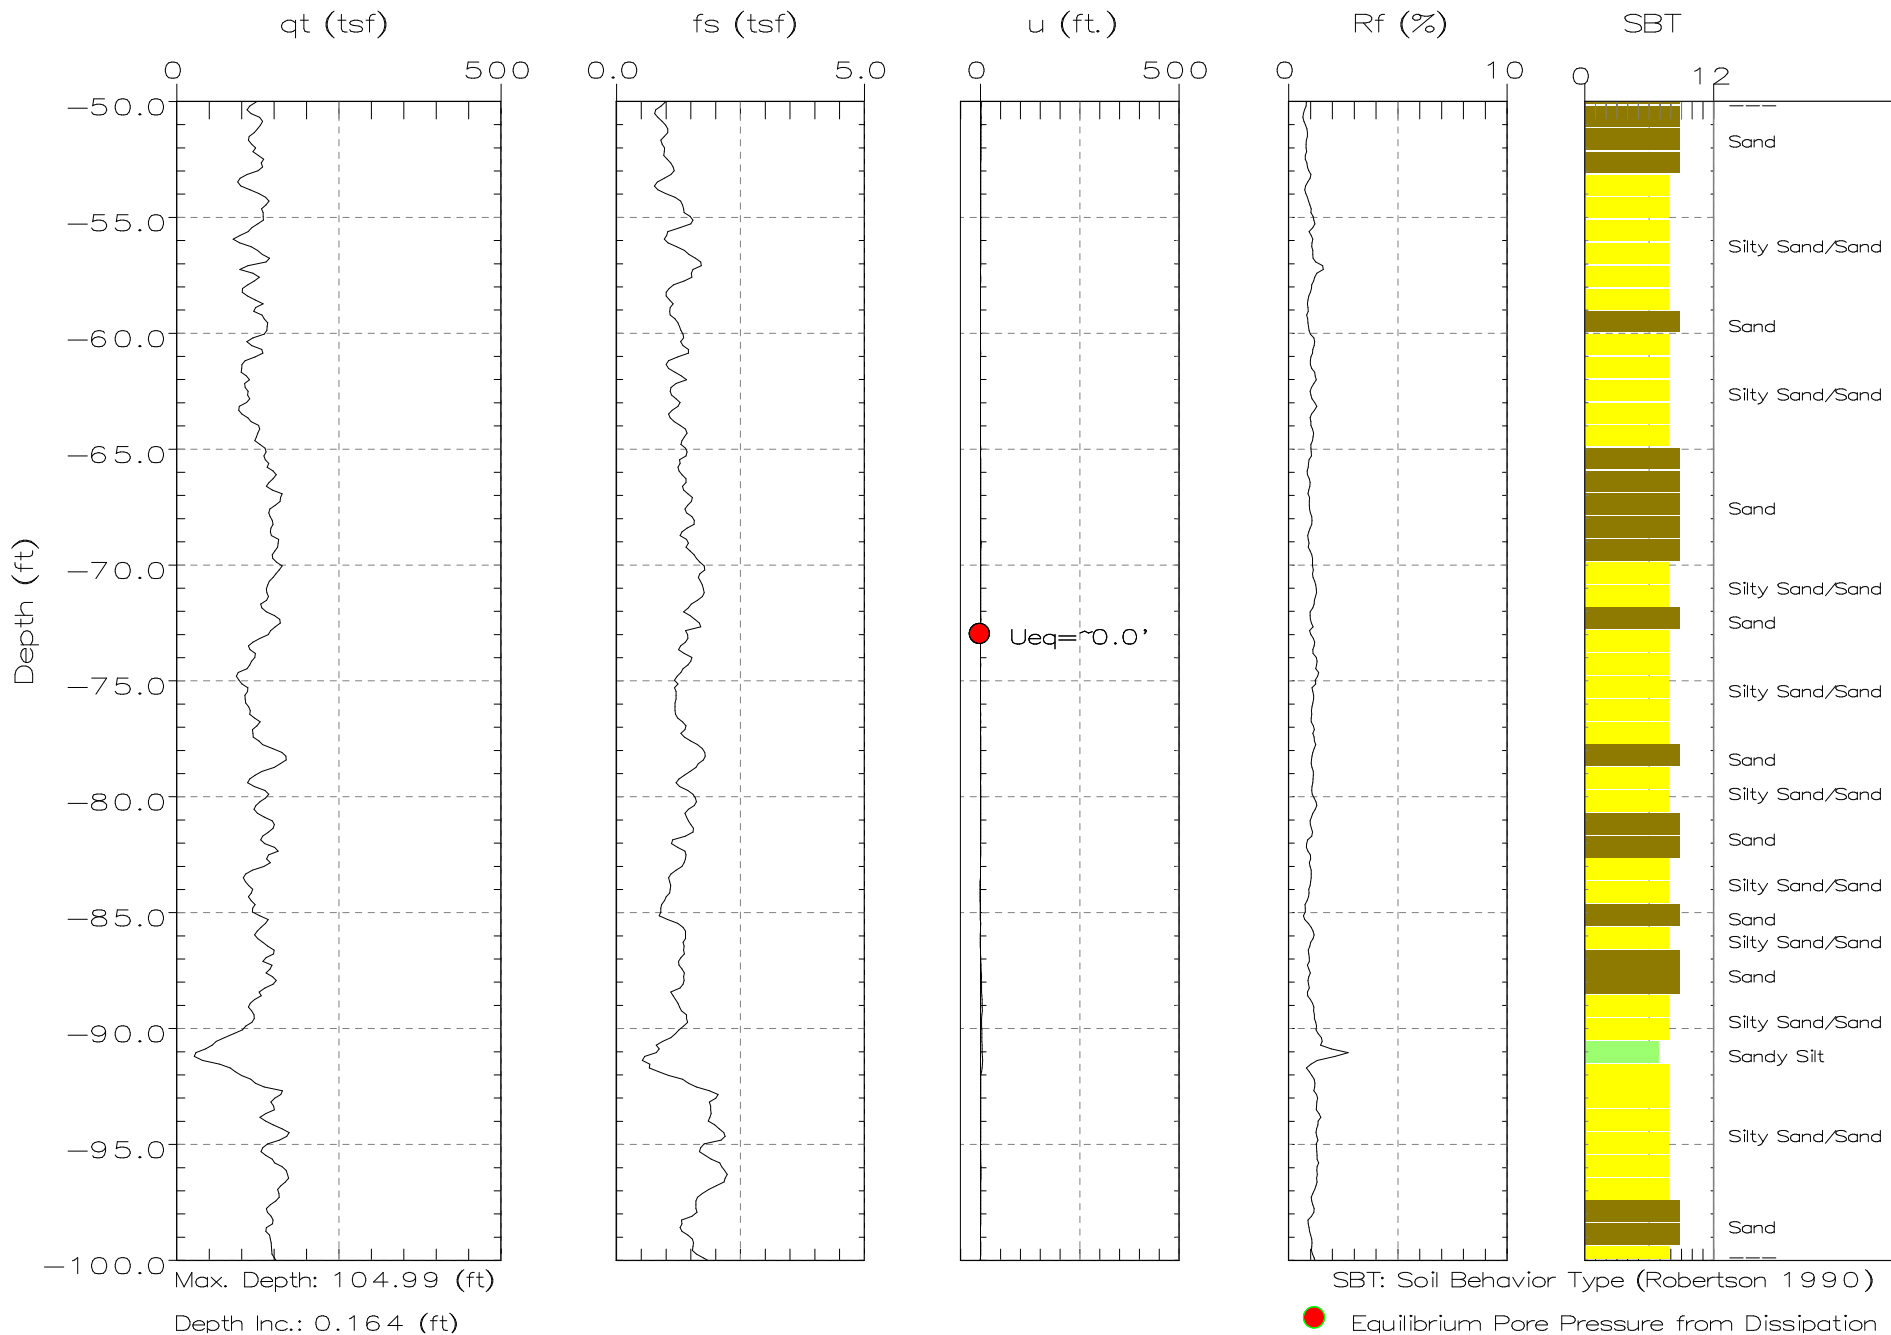 qt (tsf) fs (tsf) u (ft.) Rf (%) SBT
0 500 0.0 5.0 0 500 0 10 0 12
-50.0
Sand
-55.0
Silty Sand/Sand
Sand
-60.0
Silty Sand/Sand
-65.0
Sand
-70.0
Silty Sand/Sand
Sand
Depth (ft)
Ueq=~0.0'
-75.0
Silty Sand/Sand
Sand
-80.0
Silty Sand/Sand
Sand
Silty Sand/Sand
-85.0
Sand
Silty Sand/Sand
Sand
-90.0
Silty Sand/Sand
Sandy Silt
-95.0
Silty Sand/Sand
Sand
-100.0
Max. Depth: 104.99 (ft)
SBT: Soil Behavior Type (Robertson 1990)
Depth Inc.: 0.164 (ft)
Equilibrium Pore Pressure from Dissipation